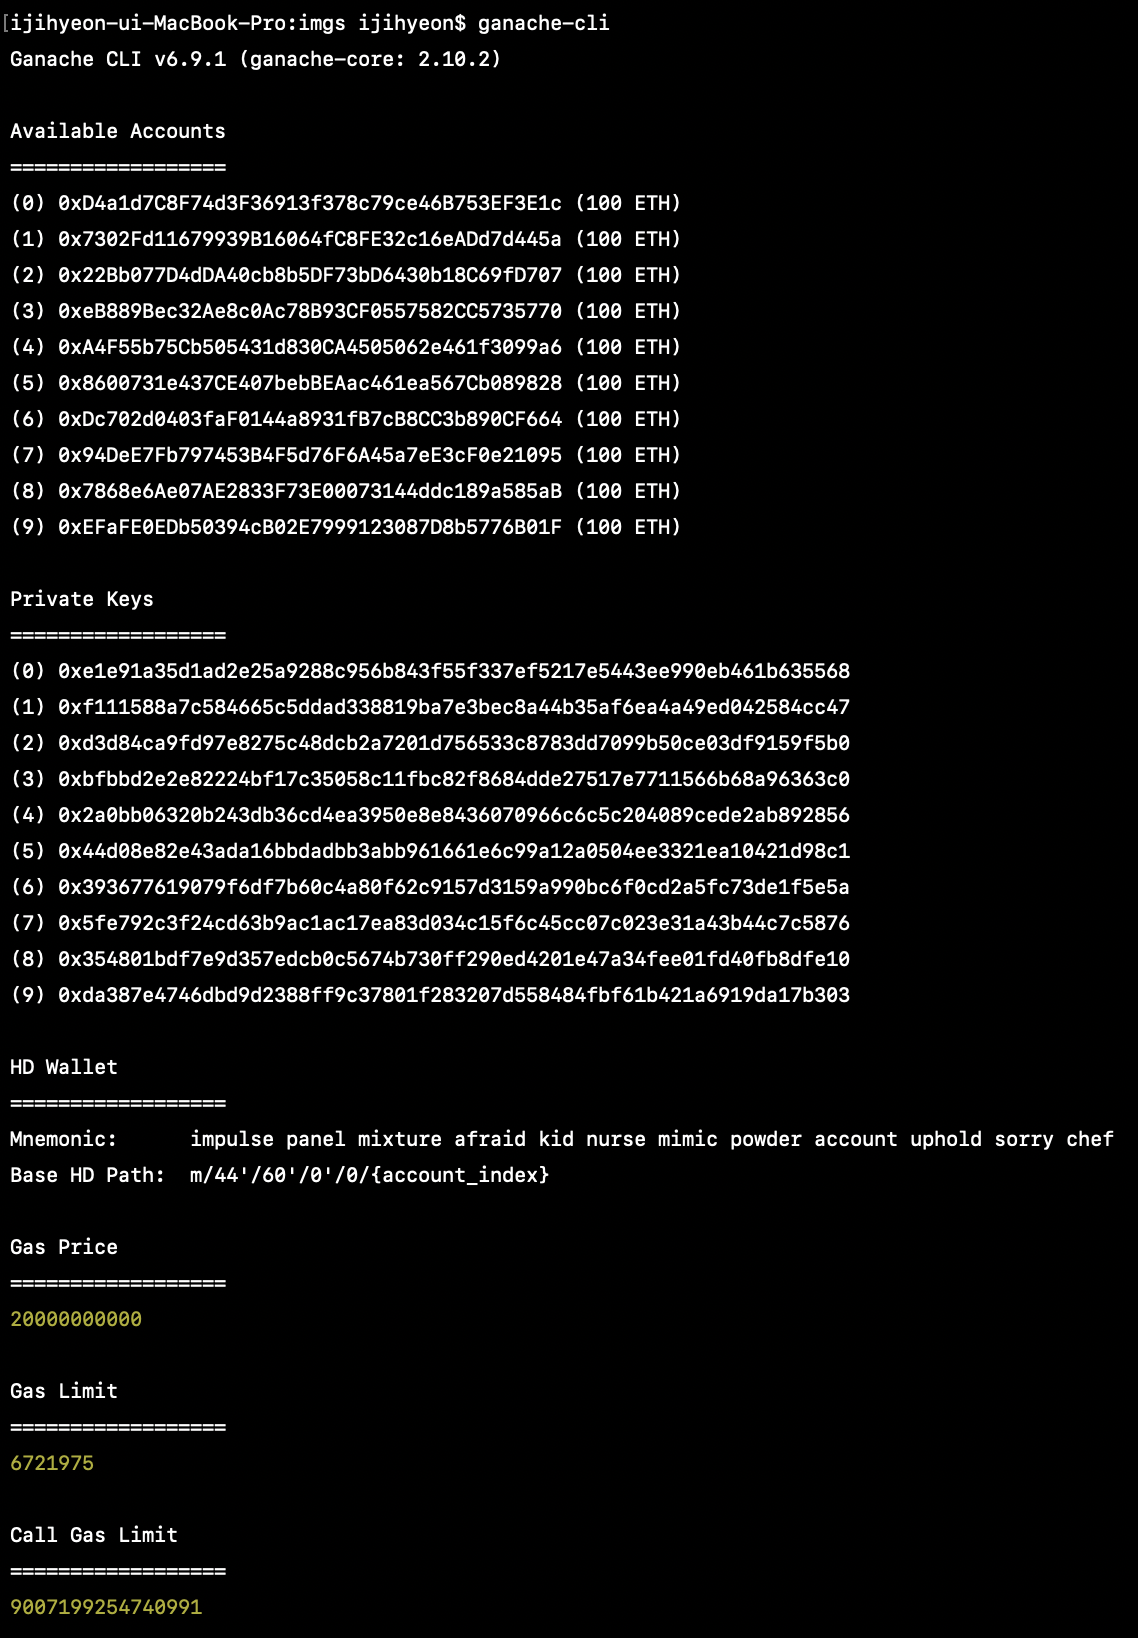 [ijihyeon-ui-MacBook-Pro:imgs ijihyeon$ ganache-cli
Ganache CLI v6.9.1 (ganache-core: 2.10.2)
Available Accounts
==================
(0) 0xD4a1d7C8F74d3F36913f378c79ce46B753EF3E1c (100 ETH)
(1) 0x7302Fd11679939B16064fC8FE32c16eADd7d445a (100 ETH)
(2) 0x22Bb077D4dDA40cb8b5DF73bD6430b18C69fD707 (100 ETH)
(3) 0xeB889Bec32Ae8c0Ac78B93CF0557582CC5735770 (100 ETH)
(4) 0xA4F55b75Cb505431d830CA4505062e461f3099a6 (100 ETH)
(5) 0x8600731e437CE407bebBEAac461ea567Cb089828 (100 ETH)
(6) 0xDc702d0403faF0144a8931fB7cB8CC3b890CF664 (100 ETH)
(7) 0x94DeE7Fb797453B4F5d76F6A45a7eE3cF0e21095 (100 ETH)
(8) 0x7868e6Ae07AE2833F73E00073144ddc189a585aB (100 ETH)
(9) 0xEFaFE0EDb50394cB02E7999123087D8b5776B01F (100 ETH)
Private Keys
==================
(0) 0xe1e91a35d1ad2e25a9288c956b843f55f337ef5217e5443ee990eb461b635568
(1) 0xf111588a7c584665c5ddad338819ba7e3bec8a44b35af6ea4a49ed042584cc47
(2) 0xd3d84ca9fd97e8275c48dcb2a7201d756533c8783dd7099b50ce03df9159f5b0
(3) 0xbfbbd2e2e82224bf17c35058c11fbc82f8684dde27517e7711566b68a96363c0
(4) 0x2a0bb06320b243db36cd4ea3950e8e8436070966c6c5c204089cede2ab892856
(5) 0x44d08e82e43ada16bbdadbb3abb961661e6c99a12a0504ee3321ea10421d98c1
(6) 0x393677619079f6df7b60c4a80f62c9157d3159a990bc6f0cd2a5fc73de1f5e5a
(7) 0x5fe792c3f24cd63b9ac1ac17ea83d034c15f6c45cc07c023e31a43b44c7c5876
(8) 0x354801bdf7e9d357edcb0c5674b730ff290ed4201e47a34fee01fd40fb8dfe10
(9) 0xda387e4746dbd9d2388ff9c37801f283207d558484fbf61b421a6919da17b303
HD Wallet
==================
Mnemonic:      impulse panel mixture afraid kid nurse mimic powder account uphold sorry chef
Base HD Path:  m/44'/60'/0'/0/{account_index}
Gas Price
==================
20000000000
Gas Limit
==================
6721975
Call Gas Limit
==================
9007199254740991